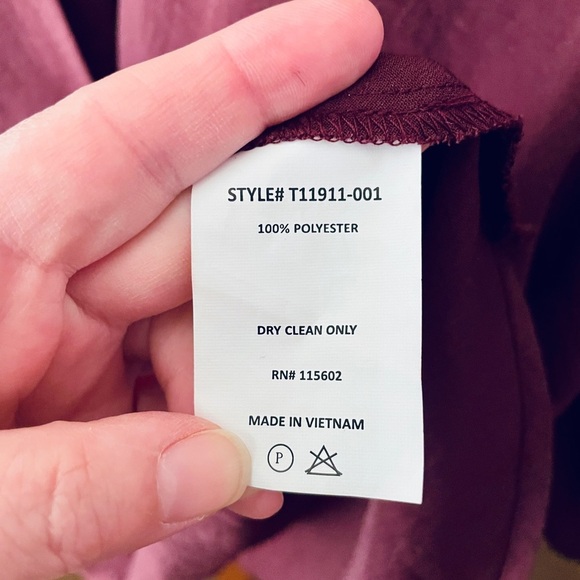 STYLE# T11911-001
100% POLYESTER
DRY CLEAN ONLY
RN# 115602
MADE IN VIETNAM
P